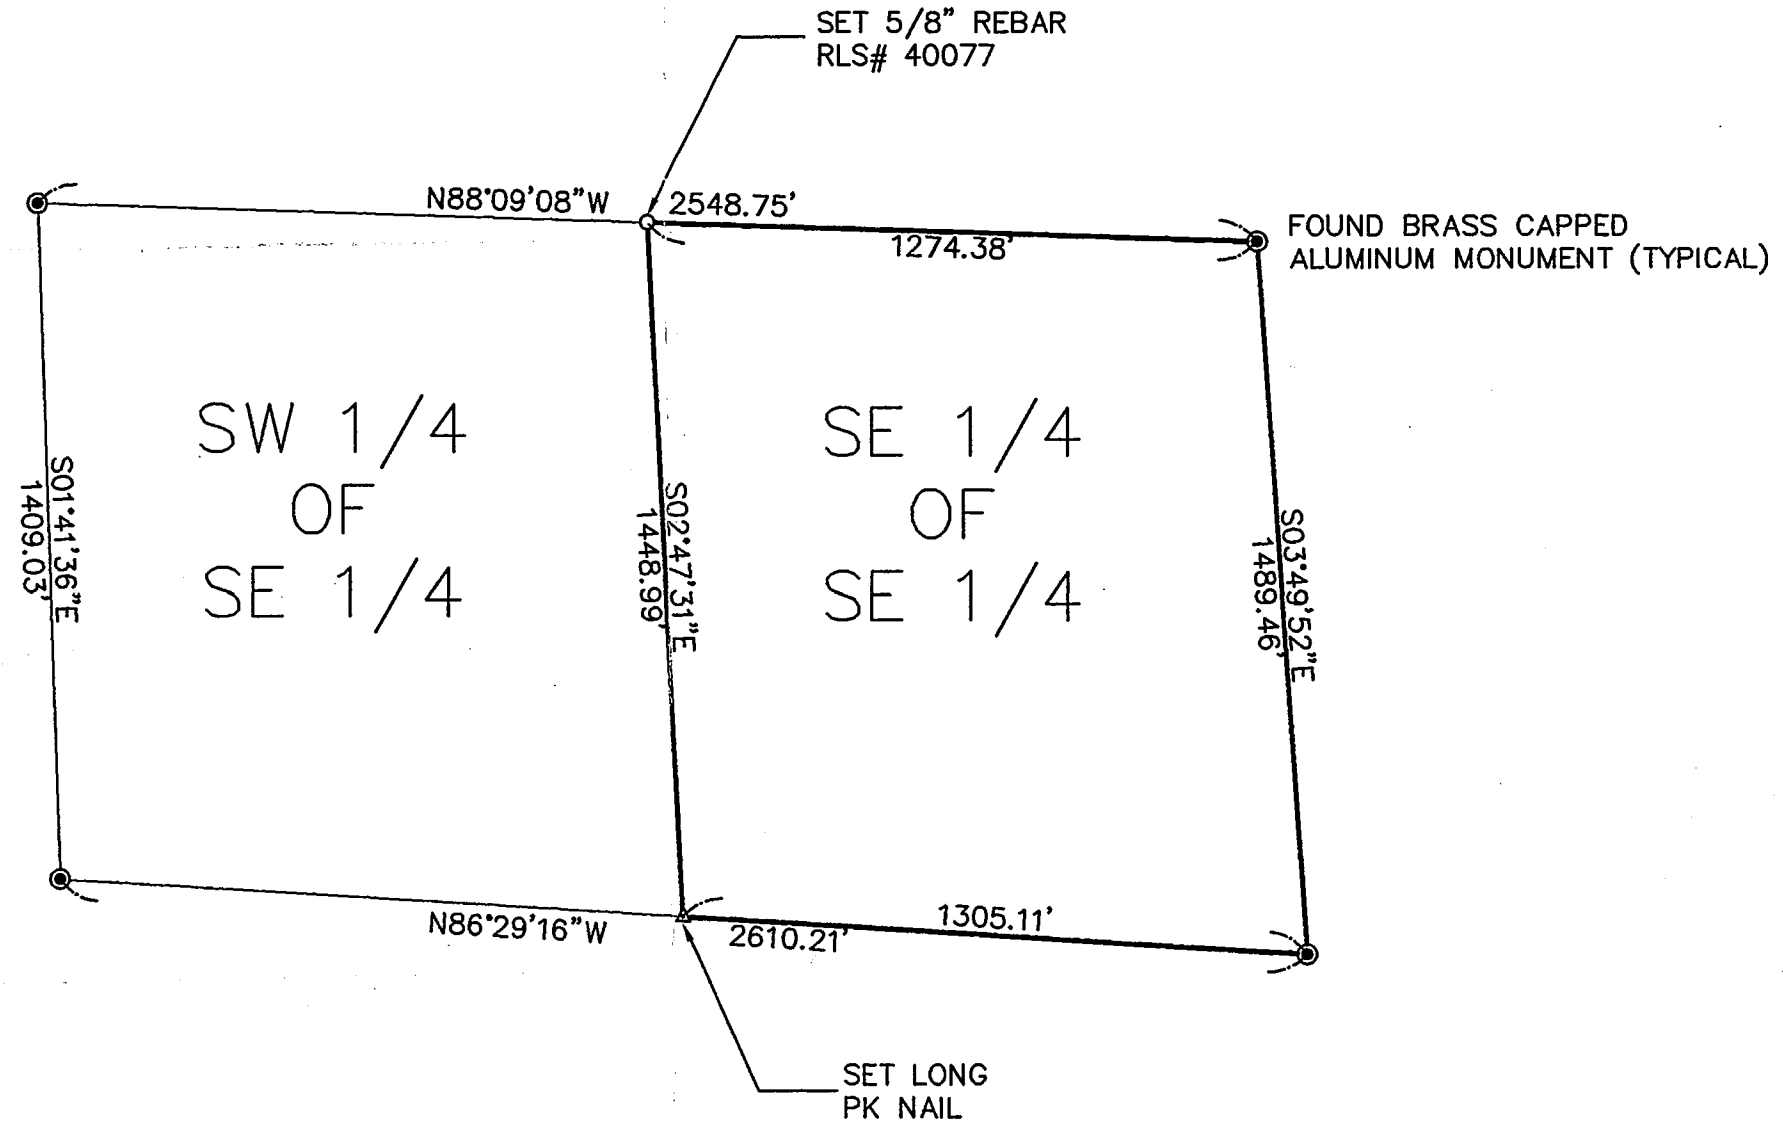 SET 5/8" REBAR
RLS# 40077
N88°09'08"W
2548.75'
1274.38'
FOUND BRASS CAPPED
ALUMINUM MONUMENT (TYPICAL)
SW 1/4
OF
SE 1/4
SE 1/4
OF
SE 1/4
S01°41'36"E
1409.03'
S02°47'31"E
1448.99'
S03°49'52"E
1489.46'
N86°29'16"W
2610.21'
1305.11'
SET LONG
PK NAIL